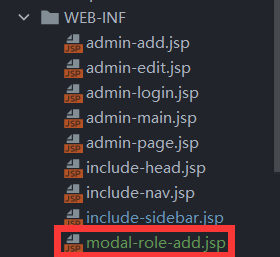 WEB-INF
JSP admin-add.jsp
JSP admin-edit.jsp
JSP admin-login.jsp
JSP admin-main.jsp
JSP admin-page.jsp
JSP include-head.jsp
JSP include-nav.jsp
JSP include-sidebar.jsp
JSP modal-role-add.jsp